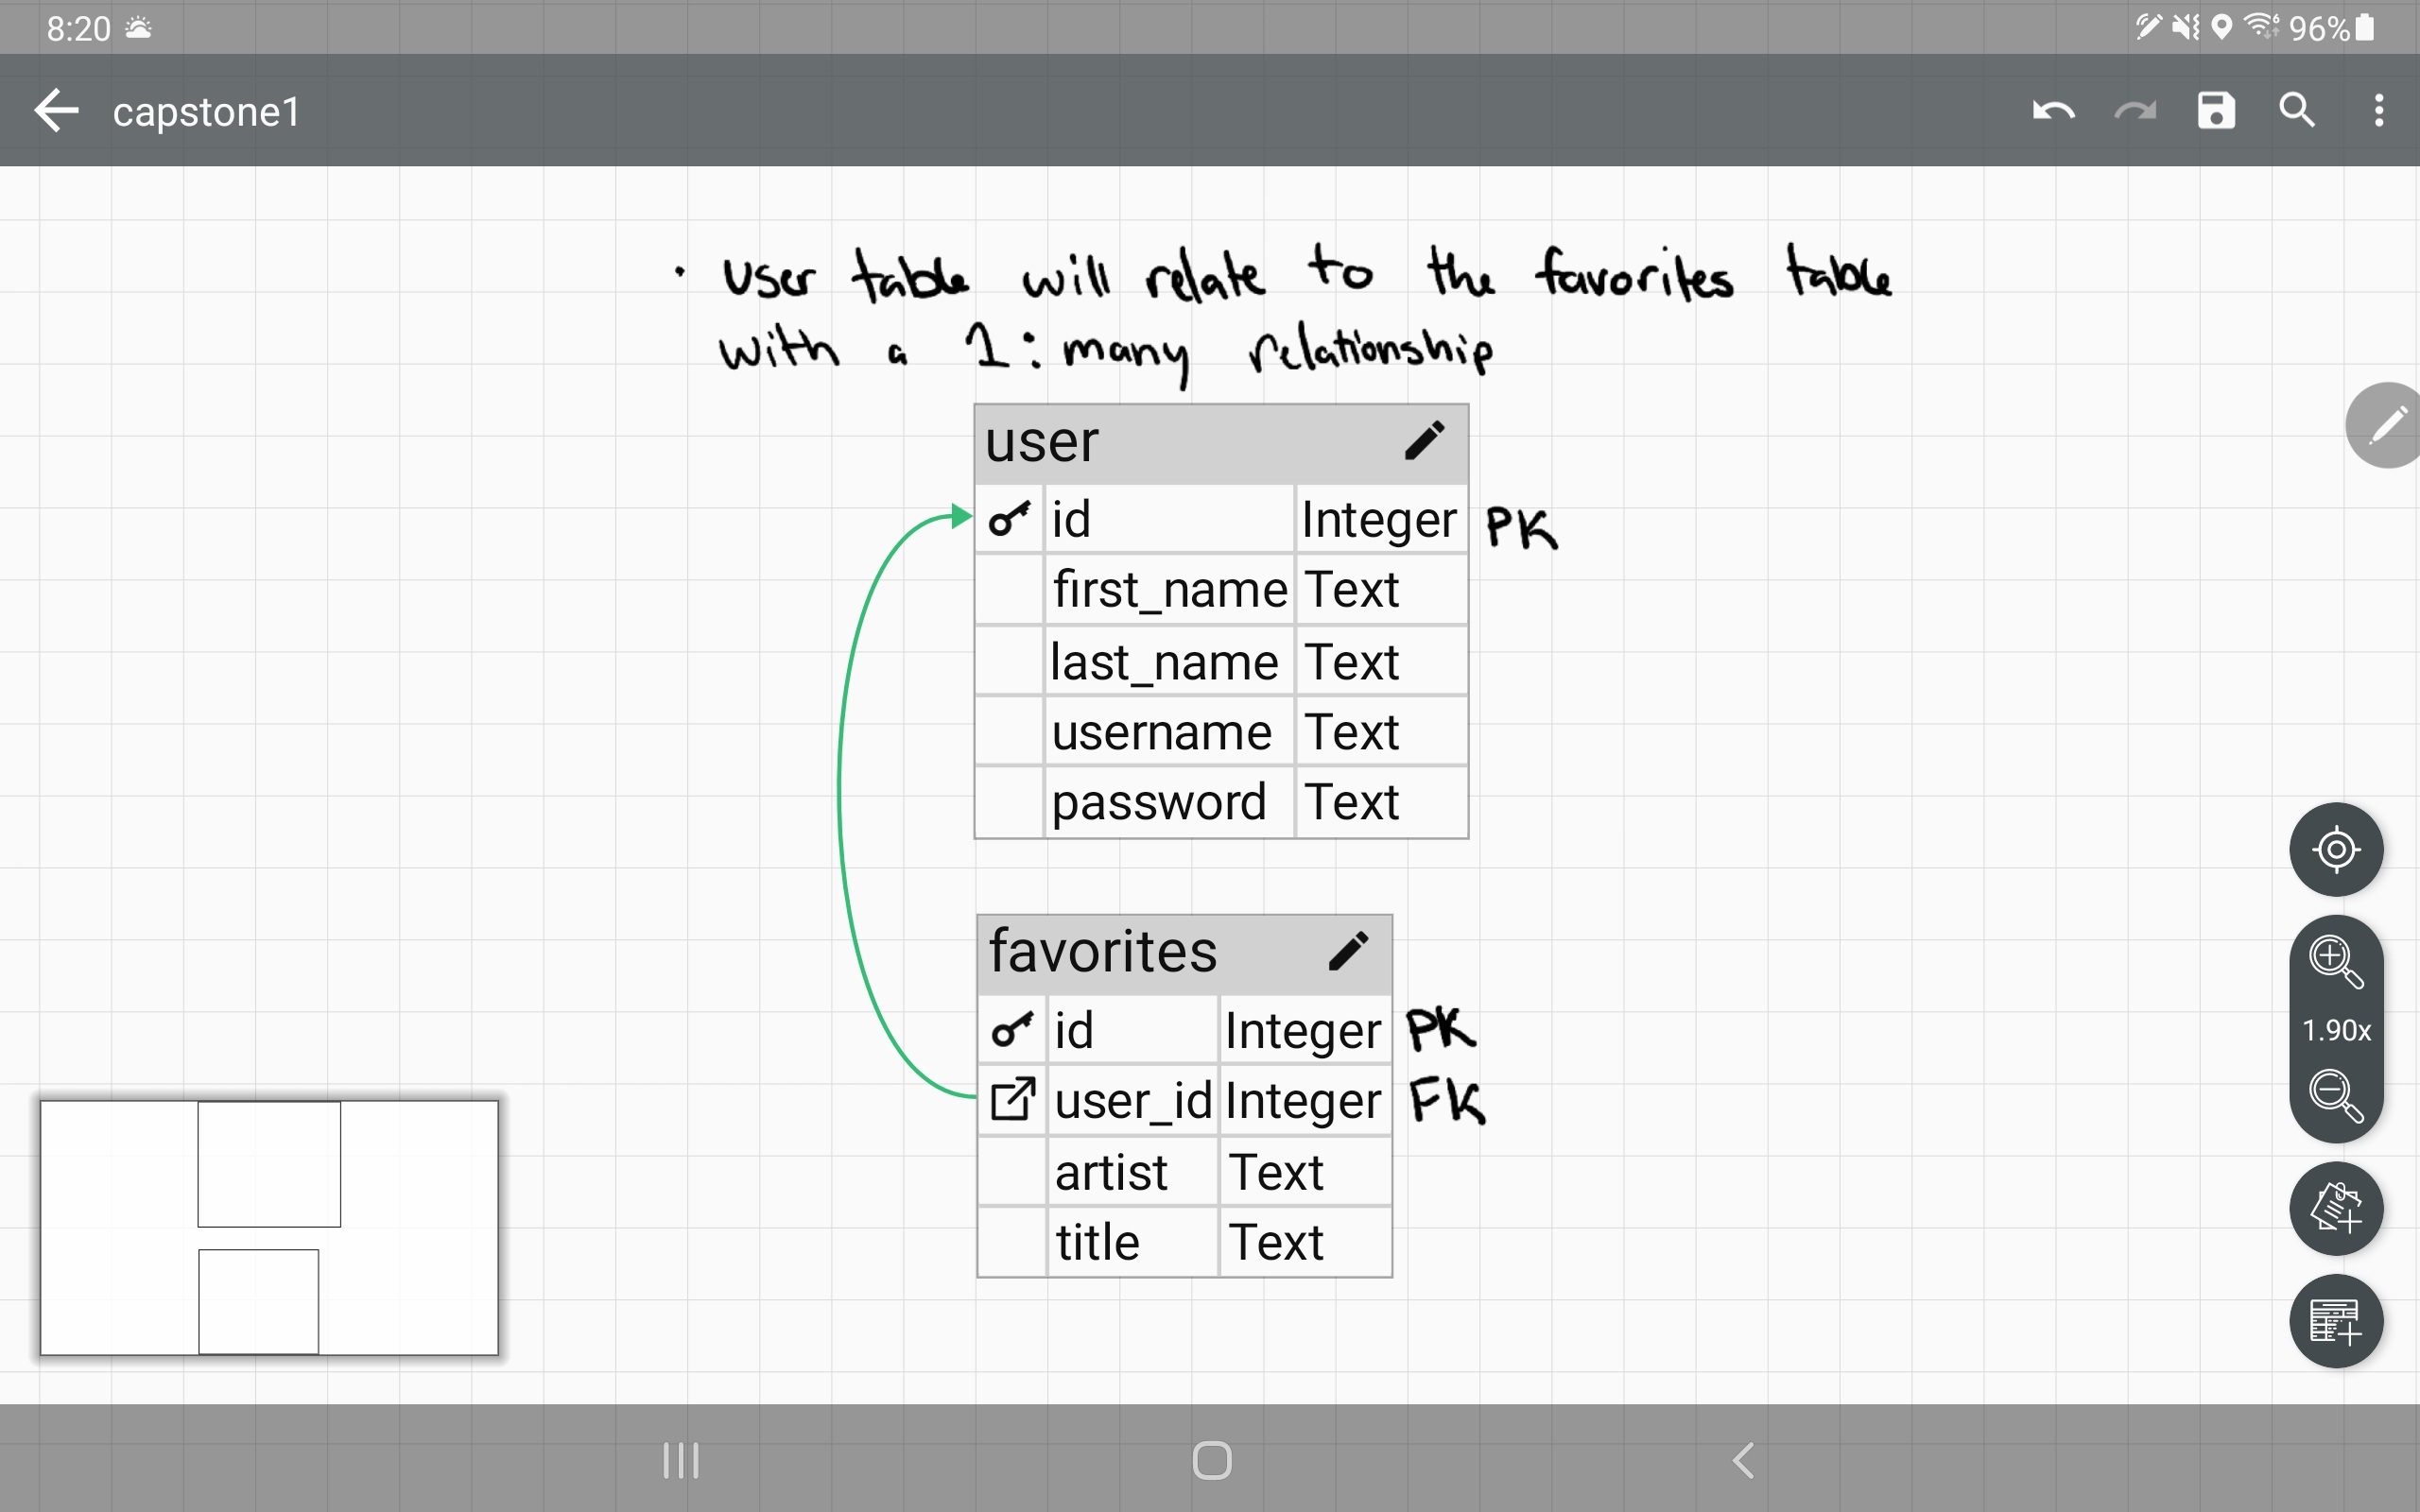 8:20
96%
capstone1
• User table will relate to the favorites table
with a 1:many relationship
user
id Integer PK
first_name Text
last_name Text
username Text
password Text
favorites
id Integer PK
user_id Integer FK
artist Text
title Text
1.90x